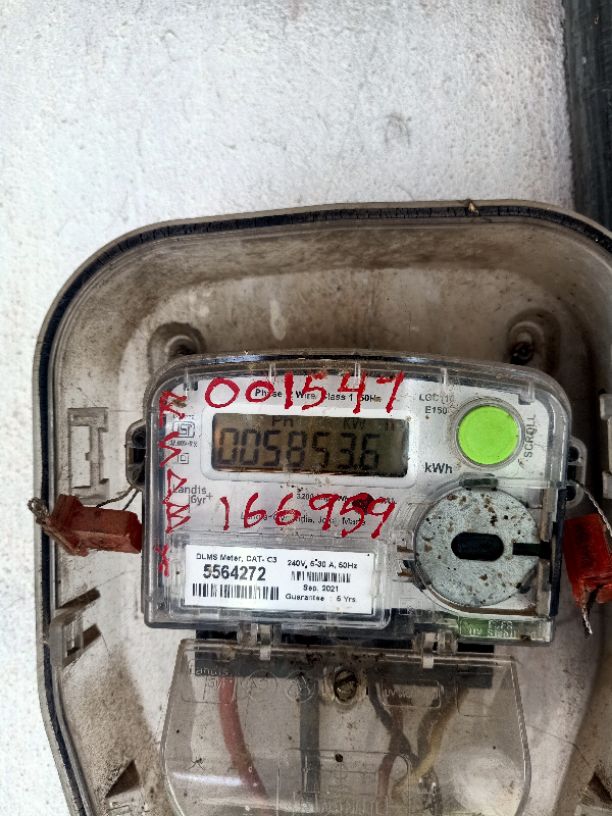 001547
Phase 2 Wire, Class 1 50Hz
0058536
kWh
SCROLL
Landis
Gyr+
166959
DLMS Meter, CAT- C3
5564272
240V, 5-30 A, 50Hz
Sep. 2021
Guarantee : 5 Yrs.